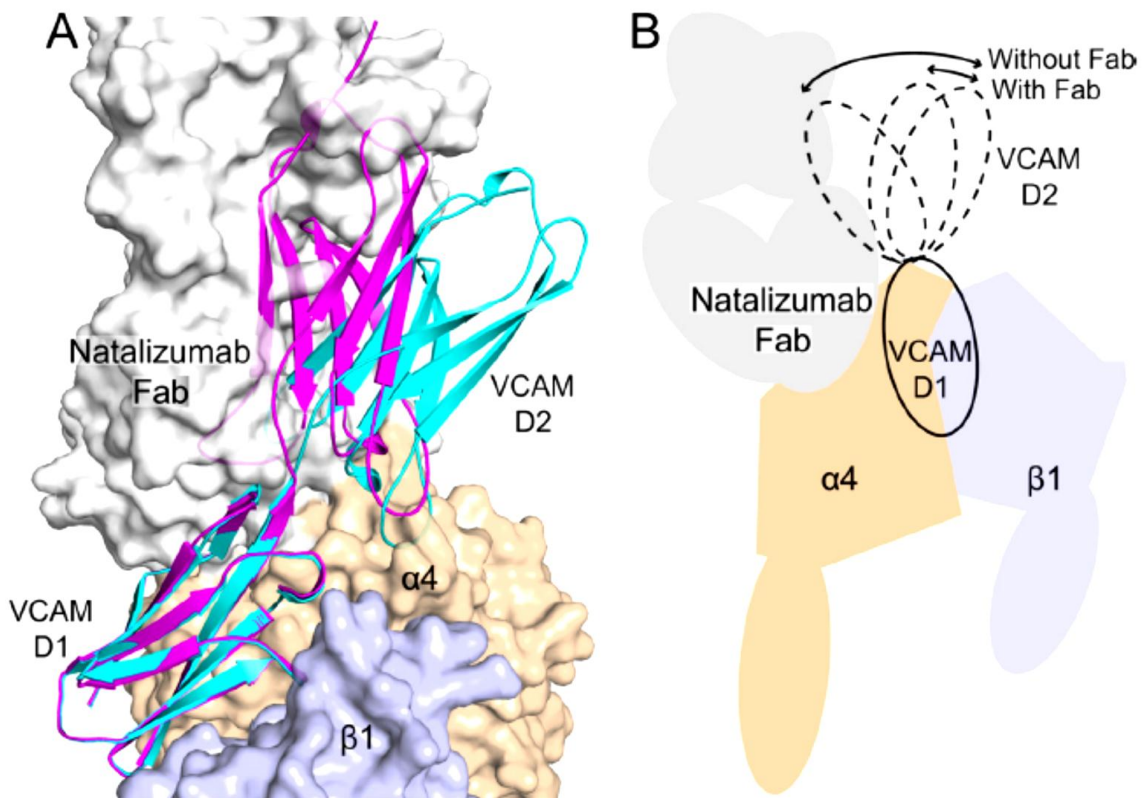 A
Natalizumab
Fab
VCAM
D2
VCAM
D1
α4
β1
B
Without Fab
With Fab
VCAM
D2
Natalizumab
Fab
VCAM
D1
α4
β1